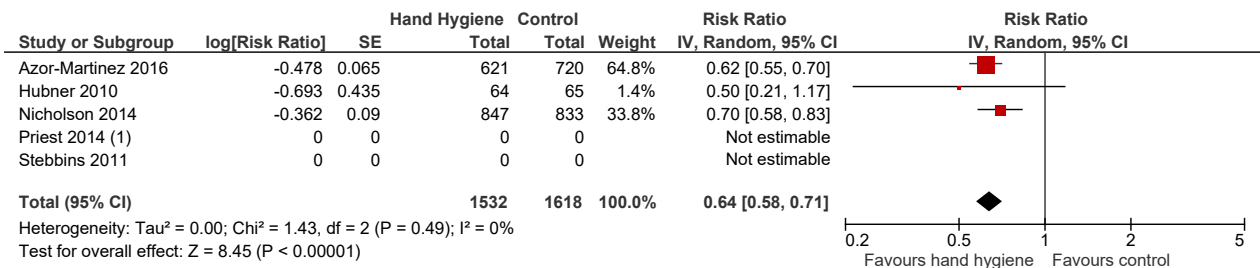 Hand Hygiene Control Risk Ratio Risk Ratio
Study or Subgroup log[Risk Ratio] SE Total Total Weight IV, Random, 95% CI IV, Random, 95% CI
Azor-Martinez 2016 -0.478 0.065 621 720 64.8% 0.62 [0.55, 0.70]
Hubner 2010 -0.693 0.435 64 65 1.4% 0.50 [0.21, 1.17]
Nicholson 2014 -0.362 0.09 847 833 33.8% 0.70 [0.58, 0.83]
Priest 2014 (1) 0 0 0 0 Not estimable
Stebbins 2011 0 0 0 0 Not estimable
Total (95% CI) 1532 1618 100.0% 0.64 [0.58, 0.71]
Heterogeneity: Tau² = 0.00; Chi² = 1.43, df = 2 (P = 0.49); I² = 0%
Test for overall effect: Z = 8.45 (P < 0.00001)
0.2 0.5 1 2 5
Favours hand hygiene Favours control